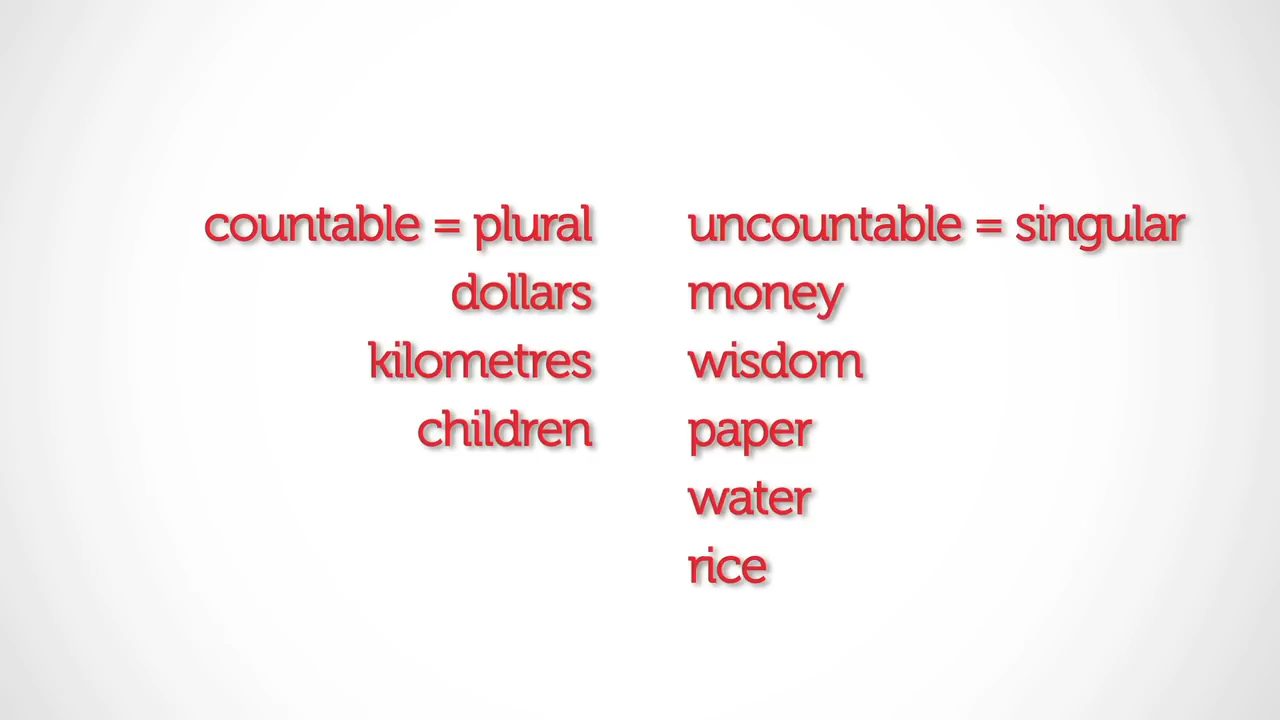 countable = plural
dollars
kilometres
children
uncountable = singular
money
wisdom
paper
water
rice